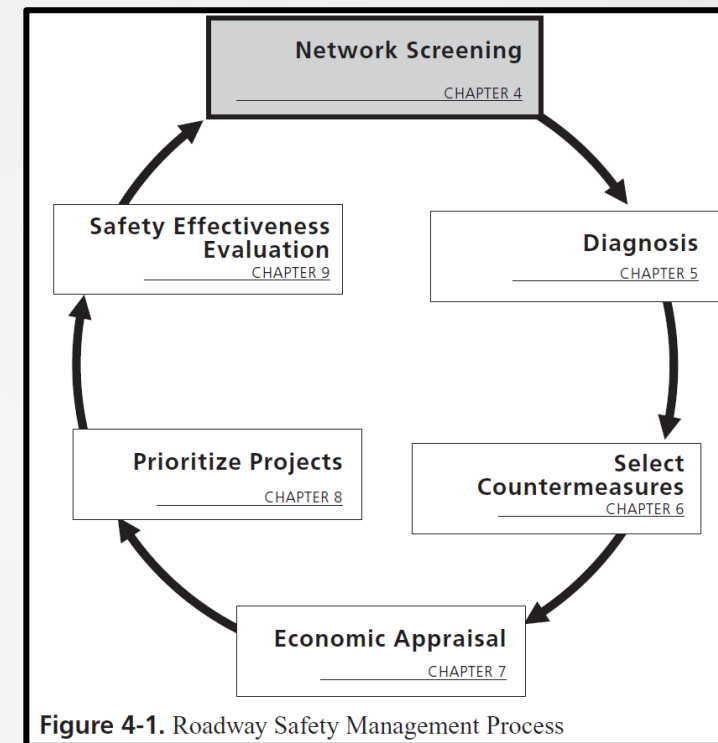 Network Screening
CHAPTER 4
Diagnosis
CHAPTER 5
Select
Countermeasures
CHAPTER 6
Economic Appraisal
CHAPTER 7
Prioritize Projects
CHAPTER 8
Safety Effectiveness
Evaluation
CHAPTER 9
Figure 4-1. Roadway Safety Management Process